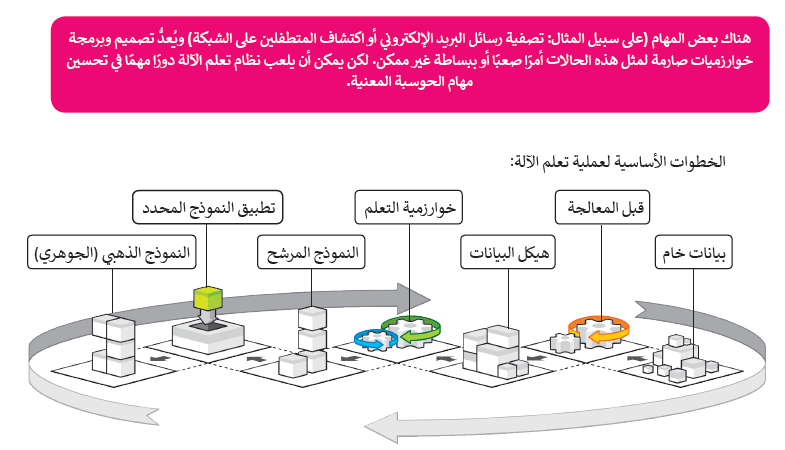 هناك بعض المهام (على سبيل المثال: تصفية رسائل البريد الإلكتروني أو اكتشاف المتطفلين على الشبكة) ويُعدُّ تصميم وبرمجة
خوارزميات صارمة لمثل هذه الحالات أمرًا صعبًا أو ببساطة غير ممكن. لكن يمكن أن يلعب نظام تعلم الآلة دورًا مهمًا في تحسين
مهام الحوسبة المعنية.
الخطوات الأساسية لعملية تعلم الآلة:
بيانات خام
قبل المعالجة
هيكل البيانات
خوارزمية التعلم
النموذج المرشح
تطبيق النموذج المحدد
النموذج الذهبي (الجوهري)